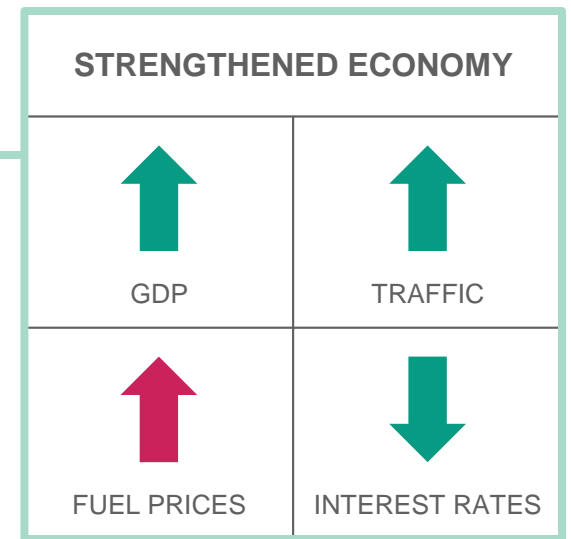 STRENGTHENED ECONOMY
GDP
TRAFFIC
FUEL PRICES
INTEREST RATES